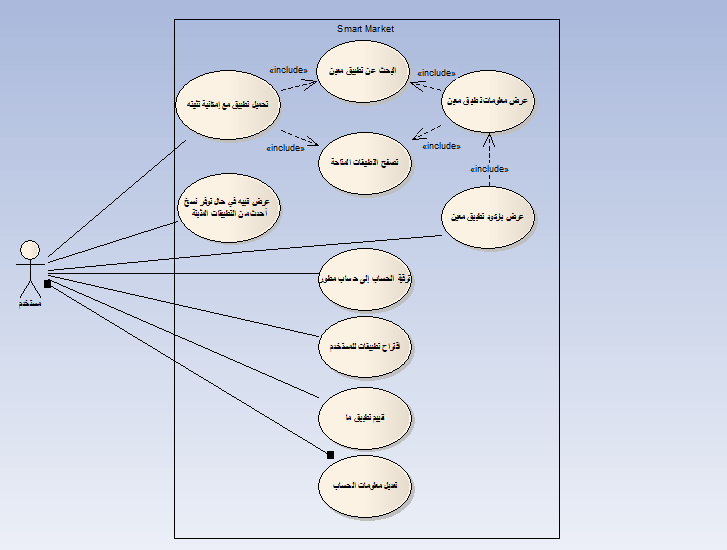 Smart Market
البحث عن تطبيق معين
«include»
«include»
تحميل تطبيق مع إمكانية تثبيته
عرض معلومات تطبيق معين
«include»
«include»
تصفح التطبيقات المتاحة
«include»
عرض تنبيه في حال توفر نسخ
أحدث من التطبيقات المثبتة
عرض بازدود تطبيق معين
مستخدم
ترقية الحساب إلى حساب مطور
اقتراح تطبيقات للمستخدم
تقييم تطبيق ما
تعديل معلومات الحساب